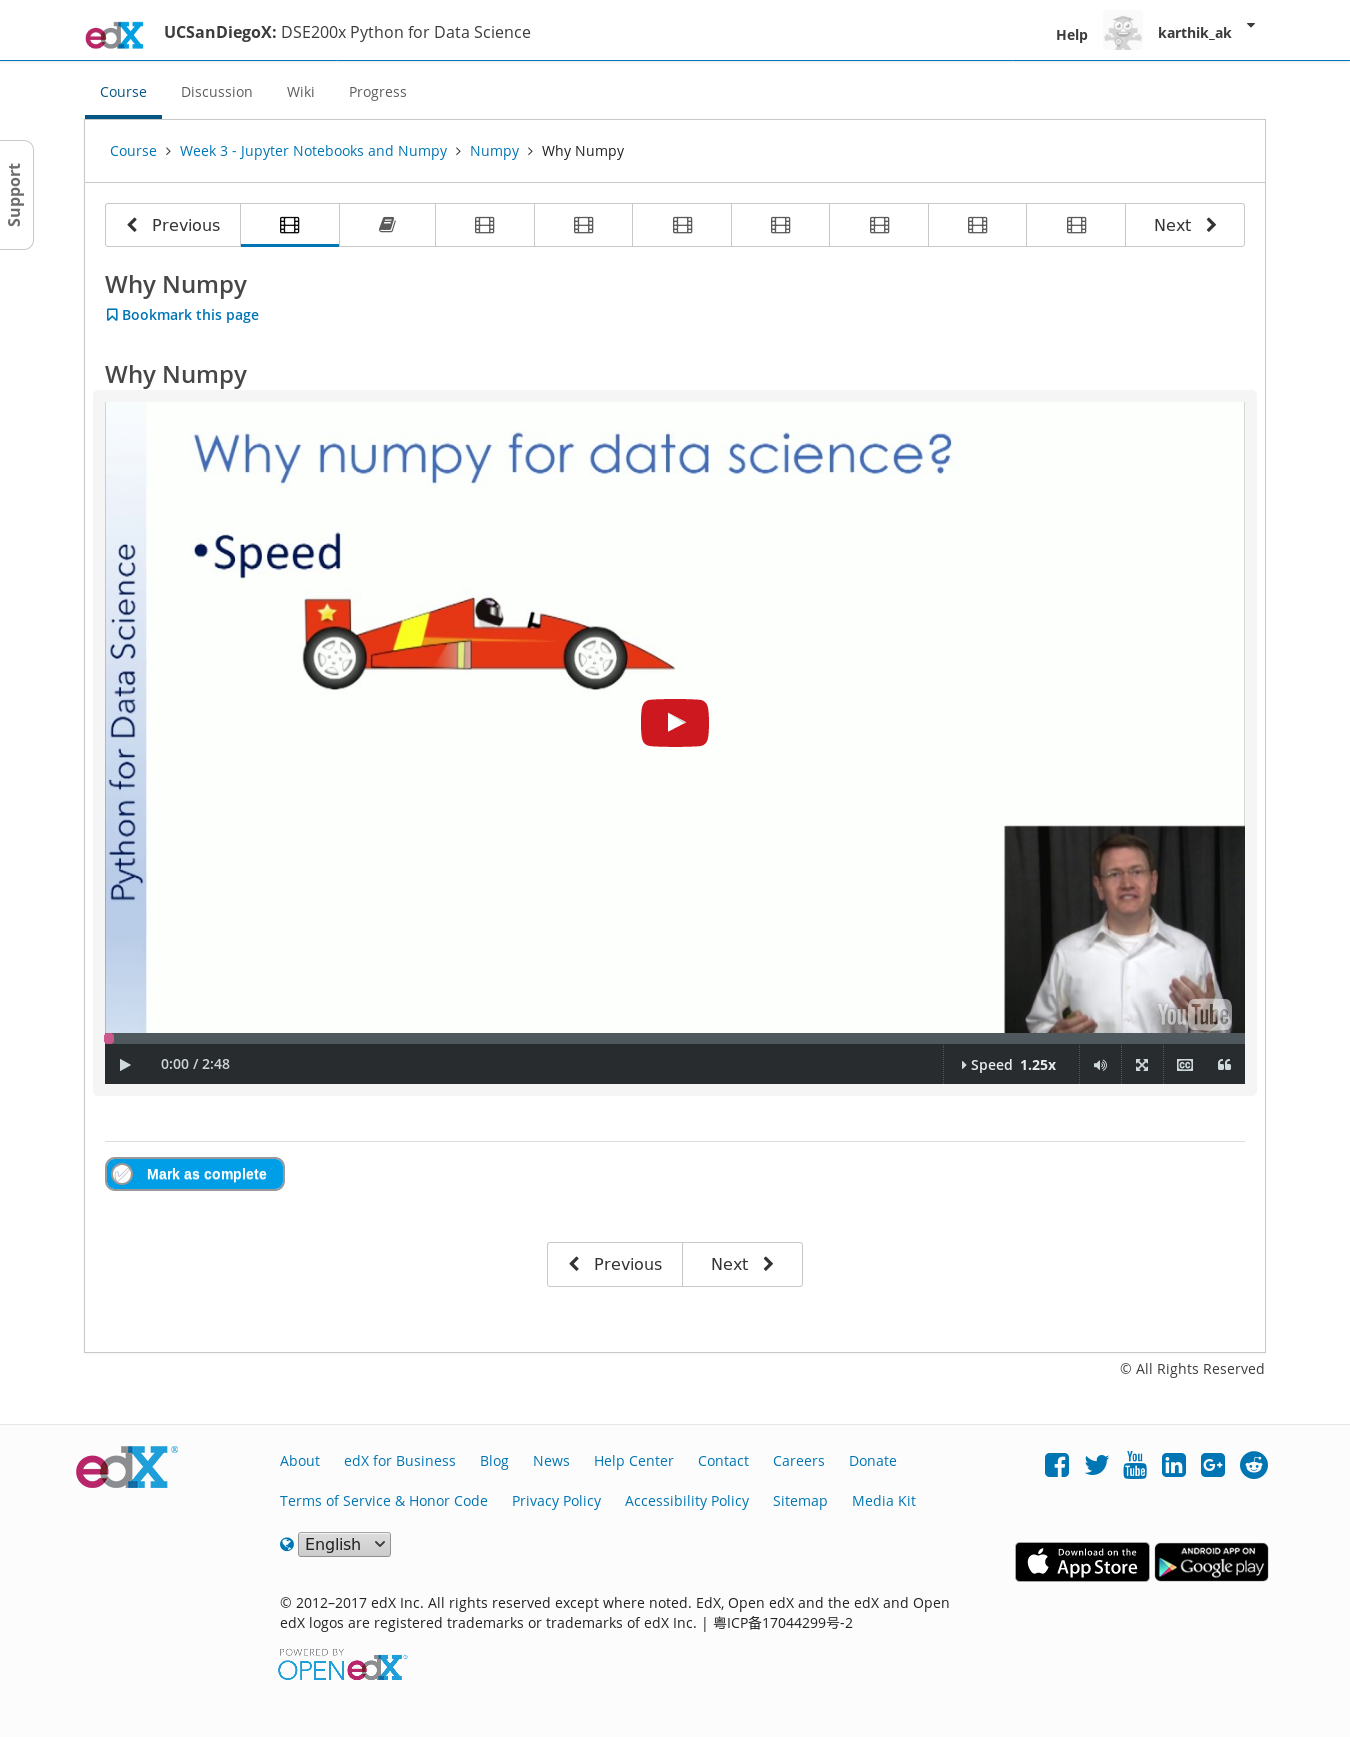 edX UCSanDiegoX: DSE200x Python for Data Science Help karthik_ak
Course Discussion Wiki Progress
Support
Course > Week 3 - Jupyter Notebooks and Numpy > Numpy > Why Numpy
Previous Next
Why Numpy
Bookmark this page
Why Numpy
Why numpy for data science?
•Speed
Python for Data Science
YouTube
0:00 / 2:48 Speed 1.25x CC
Mark as complete
Previous Next
© All Rights Reserved
edX®
About edX for Business Blog News Help Center Contact Careers Donate
You Tube in G+
Terms of Service & Honor Code Privacy Policy Accessibility Policy Sitemap Media Kit
English
Download on the App Store
ANDROID APP ON Google play
© 2012–2017 edX Inc. All rights reserved except where noted. EdX, Open edX and the edX and Open
edX logos are registered trademarks or trademarks of edX Inc. | 粤ICP备17044299号-2
POWERED BY
OPEN edX